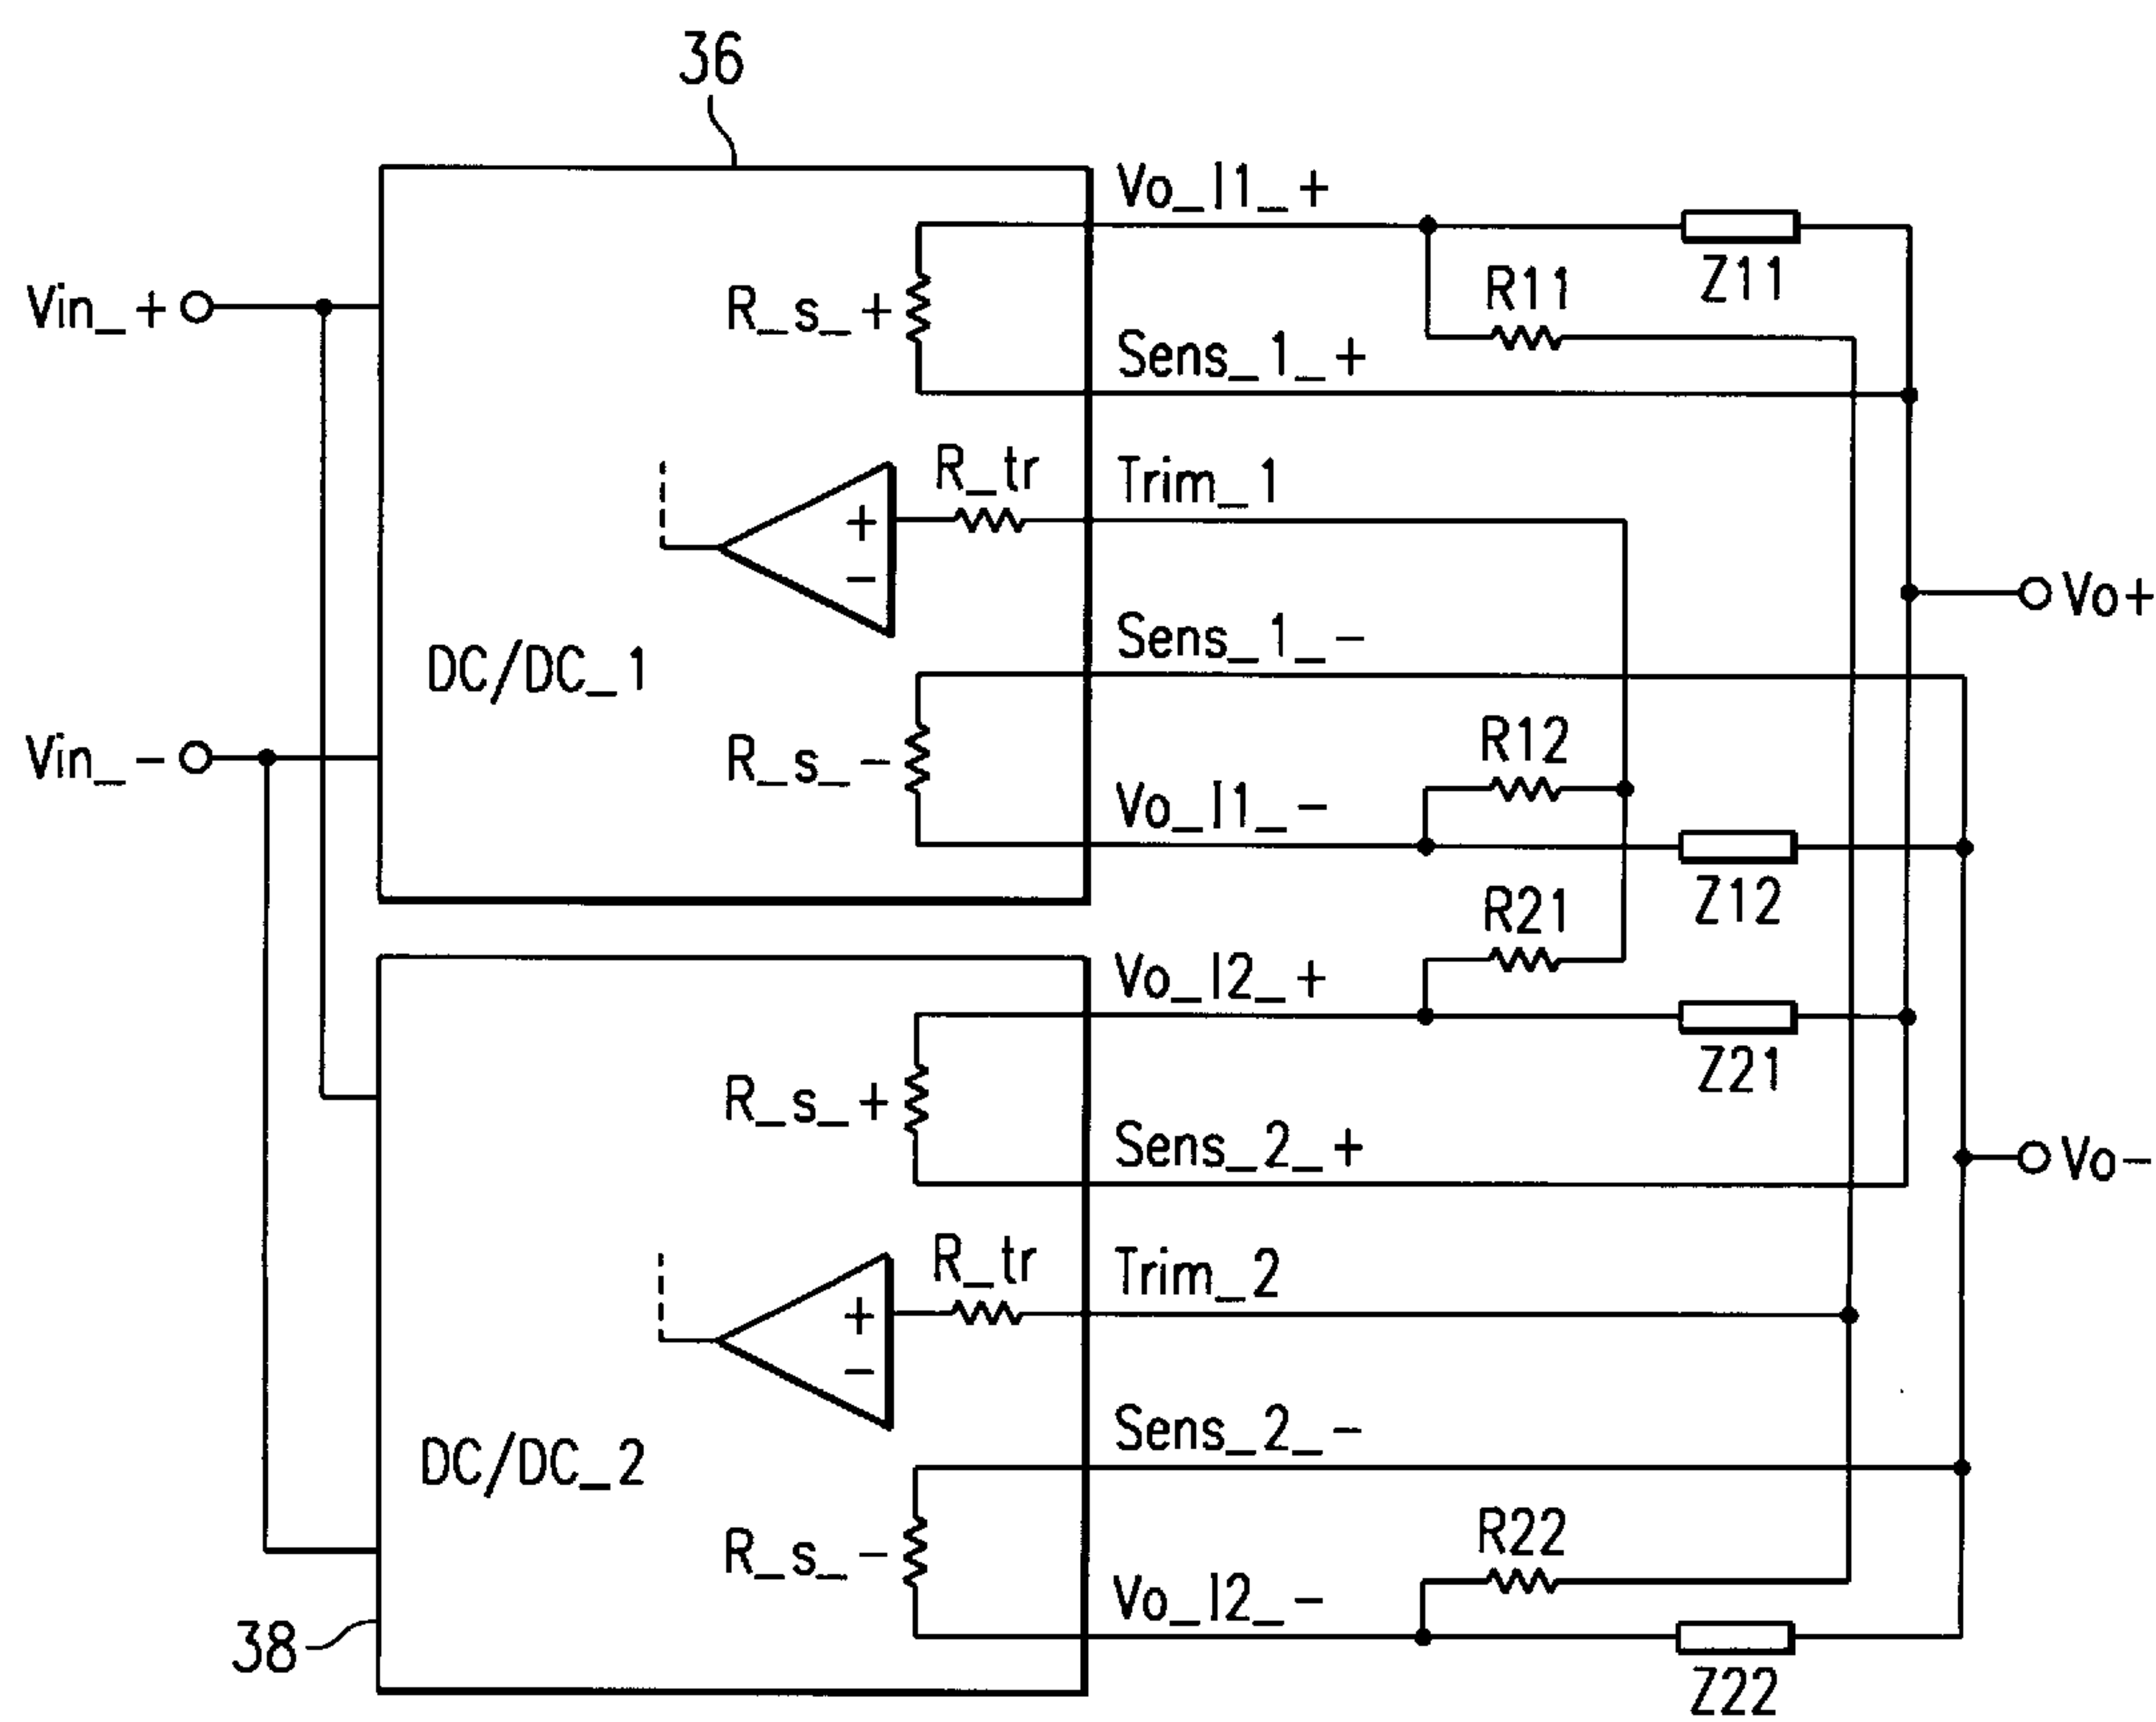 36
Vo_I1_+
Z11
R11
Vin_+
R_s_+
Sens_1_+
R_tr
Trim_1
+
-
Vo+
Sens_1_-
DC/DC_1
R12
Vin_-
R_s_-
Vo_I1_-
Z12
R21
Vo_I2_+
Z21
R_s_+
Sens_2_+
Vo-
R_tr
Trim_2
+
-
Sens_2_-
DC/DC_2
R22
R_s_-
Vo_I2_-
38
Z22